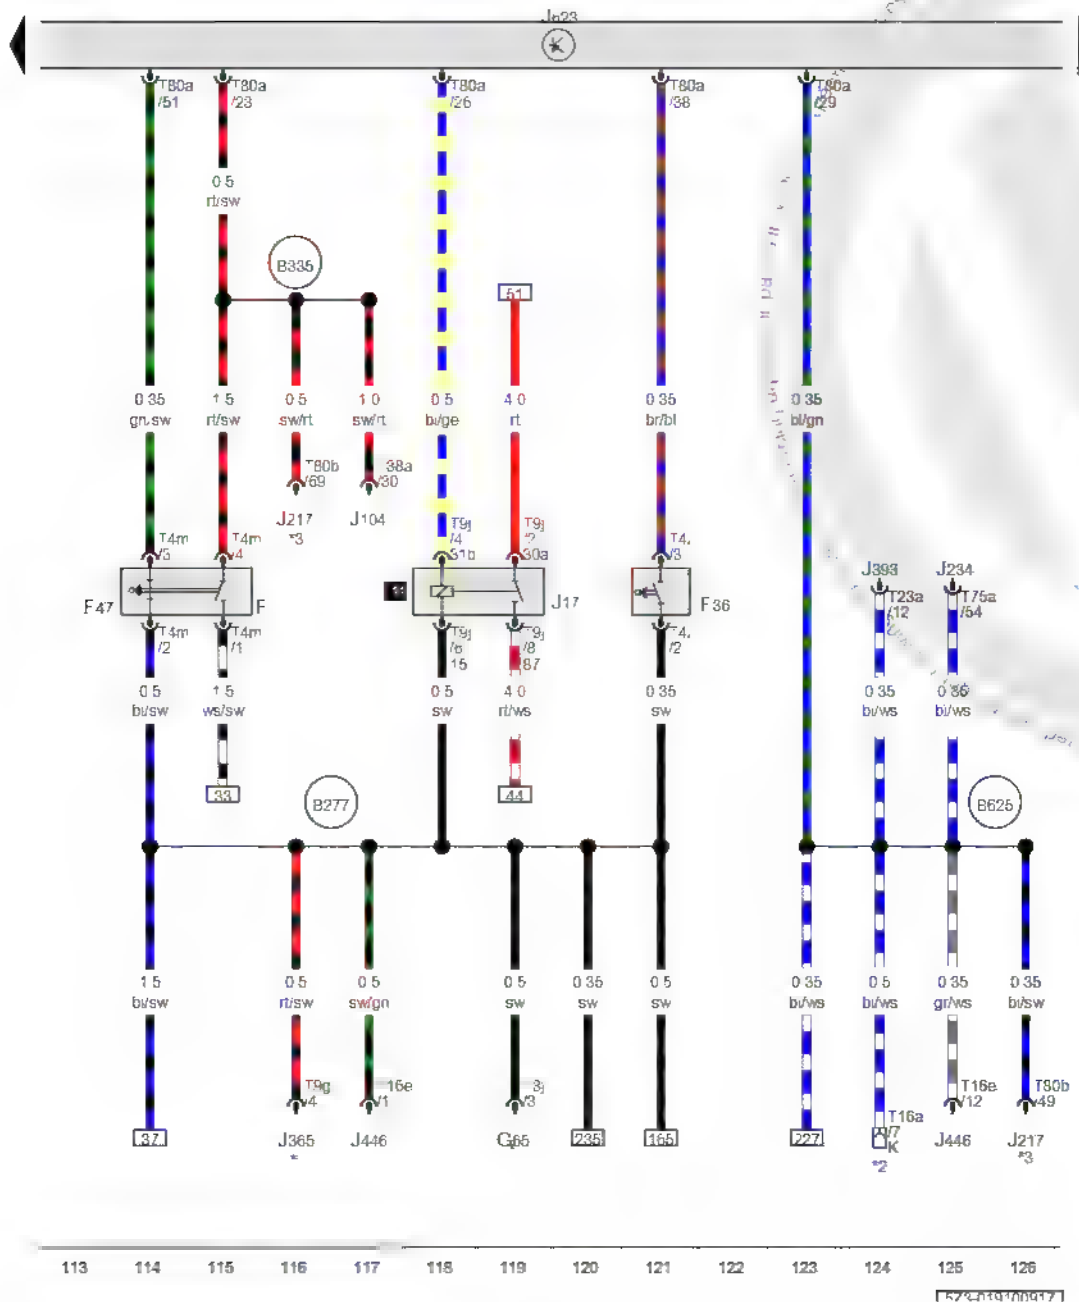 T80a T80a T80a T80a T80a
/51 /23 /26 /38 /29
0.5
rt/sw
B335
51
0.35 1.5 0.5 1.0 0.5 4.0 0.35 0.35
gn/sw rt/sw sw/rt sw/rt bl/ge rt br/bl bl/gn
T80b 38a
/69 /30
J217 J104
*3
T4m T4m T9j T9j
/3 /4 /4 /2 /3
31b 30a
J393 J234
T23a T75a
/12 /54
F47 F J17 F36
T4m T4m T9j T9j
/2 /1 /6 /8 /2
15 87
0.5 1.5 0.5 4.0 0.35 0.35 0.35
bl/sw ws/sw sw rt/ws sw bl/ws bl/ws
33 44
B277 B625
1.5 0.5 0.5 0.5 0.35 0.5 0.35 0.5 0.35 0.35
bl/sw rt/sw sw/gn sw sw sw bl/ws bl/ws gr/ws bl/sw
T9g 16e T16e T80b
/4 /1 /3 /12 /49
T16a
/7
37 J365 J446 G65 235 165 227 K J446 J217
* *2 *3
113 114 115 116 117 118 119 120 121 122 123 124 125 126